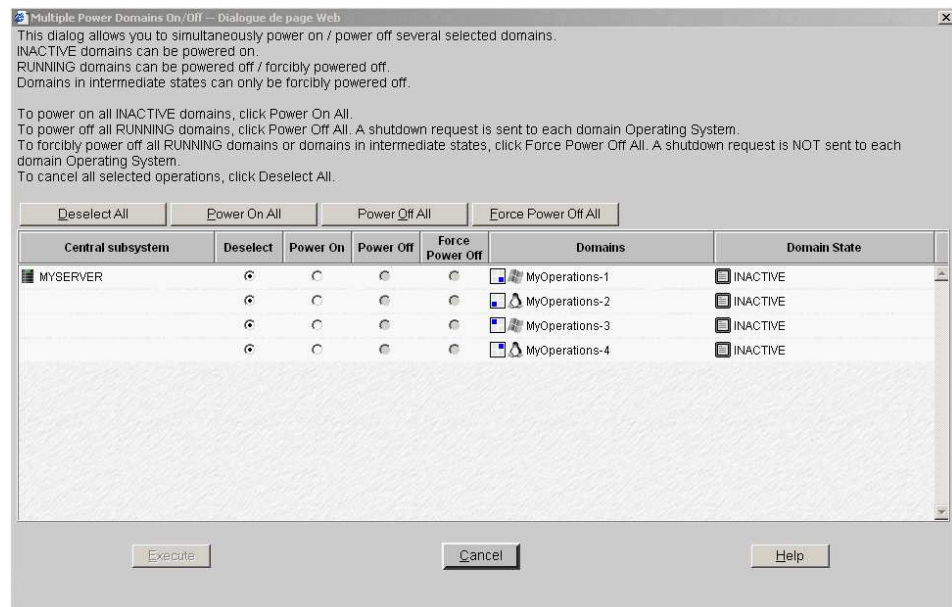 Multiple Power Domains On/Off -- Dialogue de page Web
This dialog allows you to simultaneously power on / power off several selected domains.
INACTIVE domains can be powered on.
RUNNING domains can be powered off / forcibly powered off.
Domains in intermediate states can only be forcibly powered off.
To power on all INACTIVE domains, click Power On All.
To power off all RUNNING domains, click Power Off All. A shutdown request is sent to each domain Operating System.
To forcibly power off all RUNNING domains or domains in intermediate states, click Force Power Off All. A shutdown request is NOT sent to each
domain Operating System.
To cancel all selected operations, click Deselect All.
Deselect All Power On All Power Off All Force Power Off All
Central subsystem Deselect Power On Power Off Force Power Off Domains Domain State
MYSERVER MyOperations-1 INACTIVE
MyOperations-2 INACTIVE
MyOperations-3 INACTIVE
MyOperations-4 INACTIVE
Execute Cancel Help